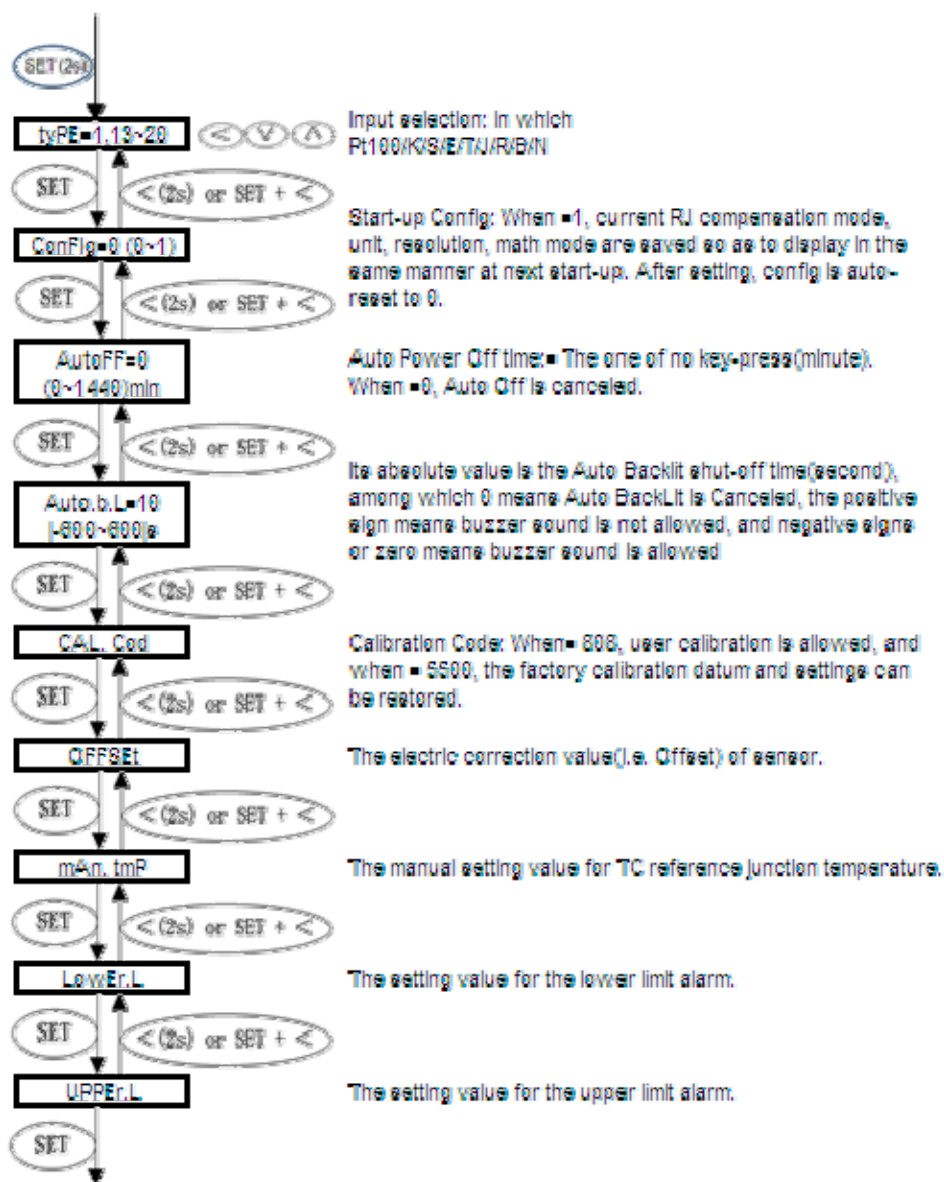 SET (2s)
tyPE=1,13~20 < V Λ Input selection: In which
Pt100/K/S/E/T/J/R/B/N
SET <(2s) or SET + <
ConFIg=0 (0~1)
Start-up Config: When =1, current RJ compensation mode,
unit, resolution, math mode are saved so as to display in the
same manner at next start-up. After setting, config is auto-
reset to 0.
SET <(2s) or SET + <
AutoFF=0
(0~1440)min
Auto Power Off time:= The one of no key-press(minute).
When =0, Auto Off is canceled.
SET <(2s) or SET + <
Auto.b.L=10
|-600~600|s
Its absolute value is the Auto Backlit shut-off time(second),
among which 0 means Auto BackLit is Canceled, the positive
sign means buzzer sound is not allowed, and negative signs
or zero means buzzer sound is allowed
SET <(2s) or SET + <
CAL. Cod
Calibration Code: When= 808, user calibration is allowed, and
when = 5500, the factory calibration datum and settings can
be restored.
SET <(2s) or SET + <
OFFSEt The electric correction value(i.e. Offset) of sensor.
SET <(2s) or SET + <
mAn. tmP The manual setting value for TC reference junction temperature.
SET <(2s) or SET + <
LowEr.L The setting value for the lower limit alarm.
SET <(2s) or SET + <
UPPEr.L The setting value for the upper limit alarm.
SET